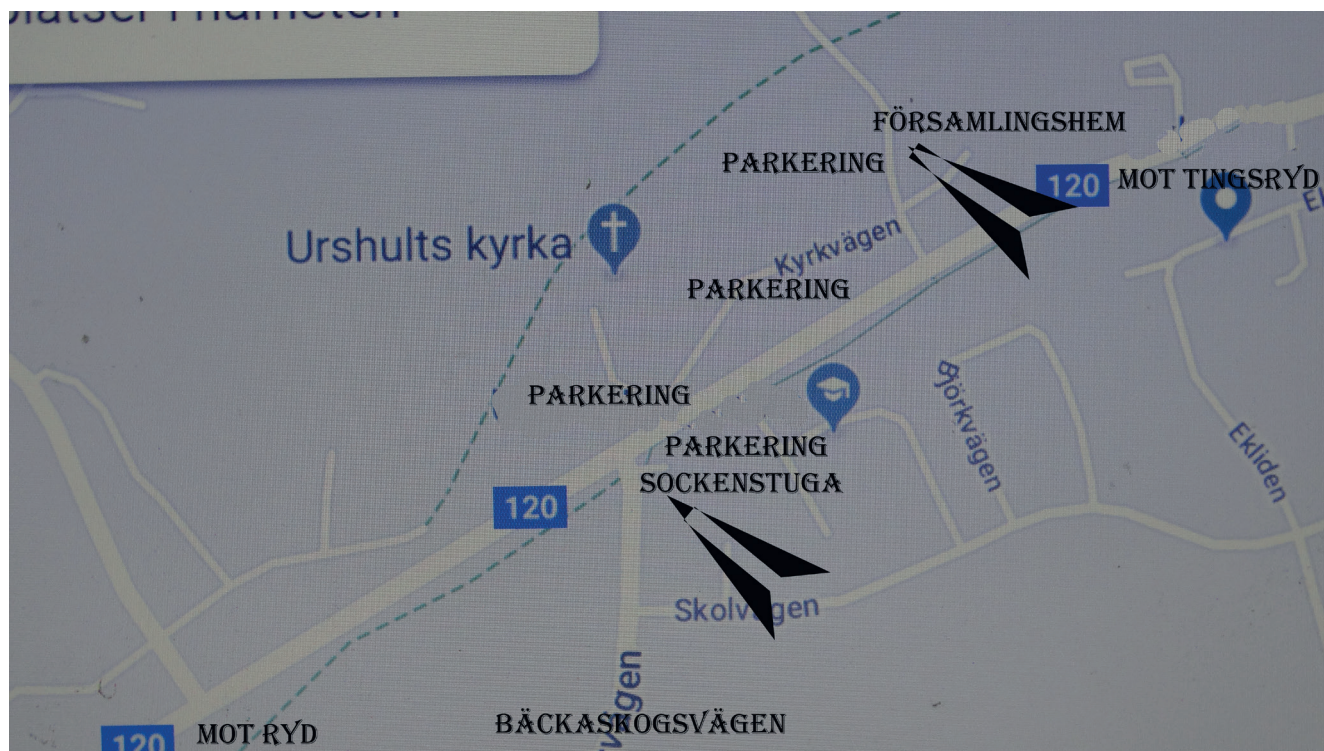 FÖRSAMLINGSHEM
PARKERING
120 MOT TINGSRYD
Urshults kyrka
Kyrkvägen
PARKERING
PARKERING
Björkvägen
PARKERING
SOCKENSTUGA
Ekliden
120
Skolvägen
120 MOT RYD
BÄCKASKOGSVÄGEN